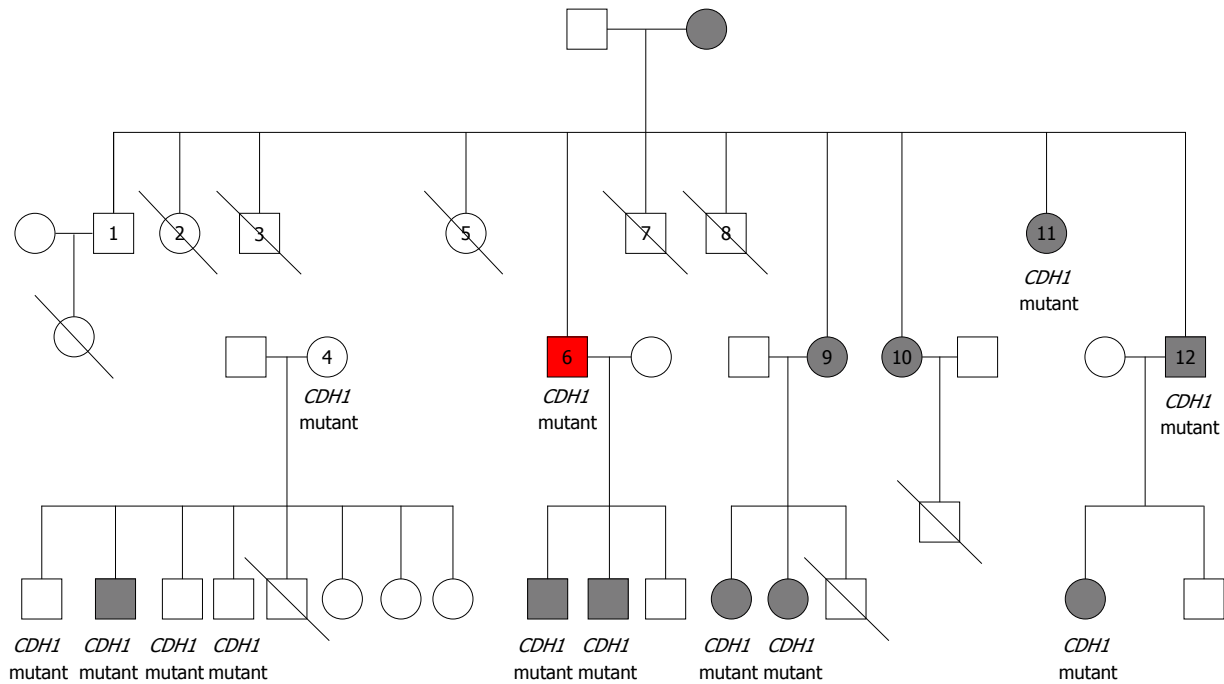 1 2 3 5 7 8 11
CDH1
mutant
4 6 9 10 12
CDH1 CDH1 CDH1
mutant mutant mutant
CDH1 CDH1 CDH1 CDH1 CDH1 CDH1 CDH1 CDH1 CDH1
mutant mutant mutant mutant mutant mutant mutant mutant mutant